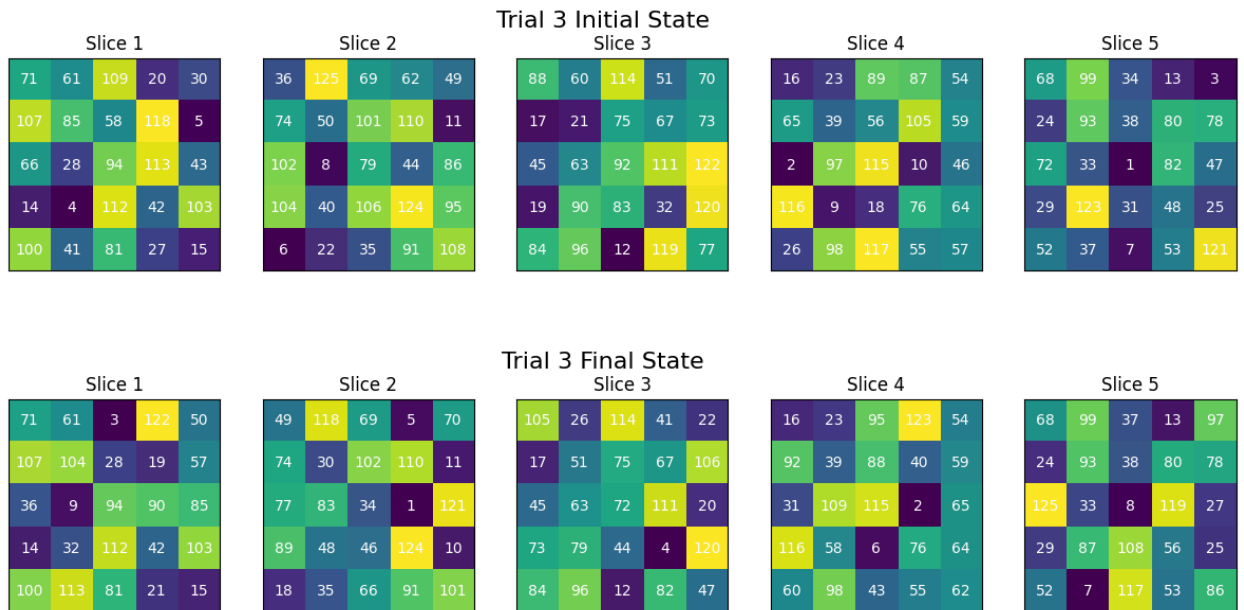 Trial 3 Initial State
Slice 1 Slice 2 Slice 3 Slice 4 Slice 5
71 61 109 20 30 36 125 69 62 49 88 60 114 51 70 16 23 89 87 54 68 99 34 13 3
107 85 58 118 5 74 50 101 110 11 17 21 75 67 73 65 39 56 105 59 24 93 38 80 78
66 28 94 113 43 102 8 79 44 86 45 63 92 111 122 2 97 115 10 46 72 33 1 82 47
14 4 112 42 103 104 40 106 124 95 19 90 83 32 120 116 9 18 76 64 29 123 31 48 25
100 41 81 27 15 6 22 35 91 108 84 96 12 119 77 26 98 117 55 57 52 37 7 53 121
Trial 3 Final State
Slice 1 Slice 2 Slice 3 Slice 4 Slice 5
71 61 3 122 50 49 118 69 5 70 105 26 114 41 22 16 23 95 123 54 68 99 37 13 97
107 104 28 19 57 74 30 102 110 11 17 51 75 67 106 92 39 88 40 59 24 93 38 80 78
36 9 94 90 85 77 83 34 1 121 45 63 72 111 20 31 109 115 2 65 125 33 8 119 27
14 32 112 42 103 89 48 46 124 10 73 79 44 4 120 116 58 6 76 64 29 87 108 56 25
100 113 81 21 15 18 35 66 91 101 84 96 12 82 47 60 98 43 55 62 52 7 117 53 86